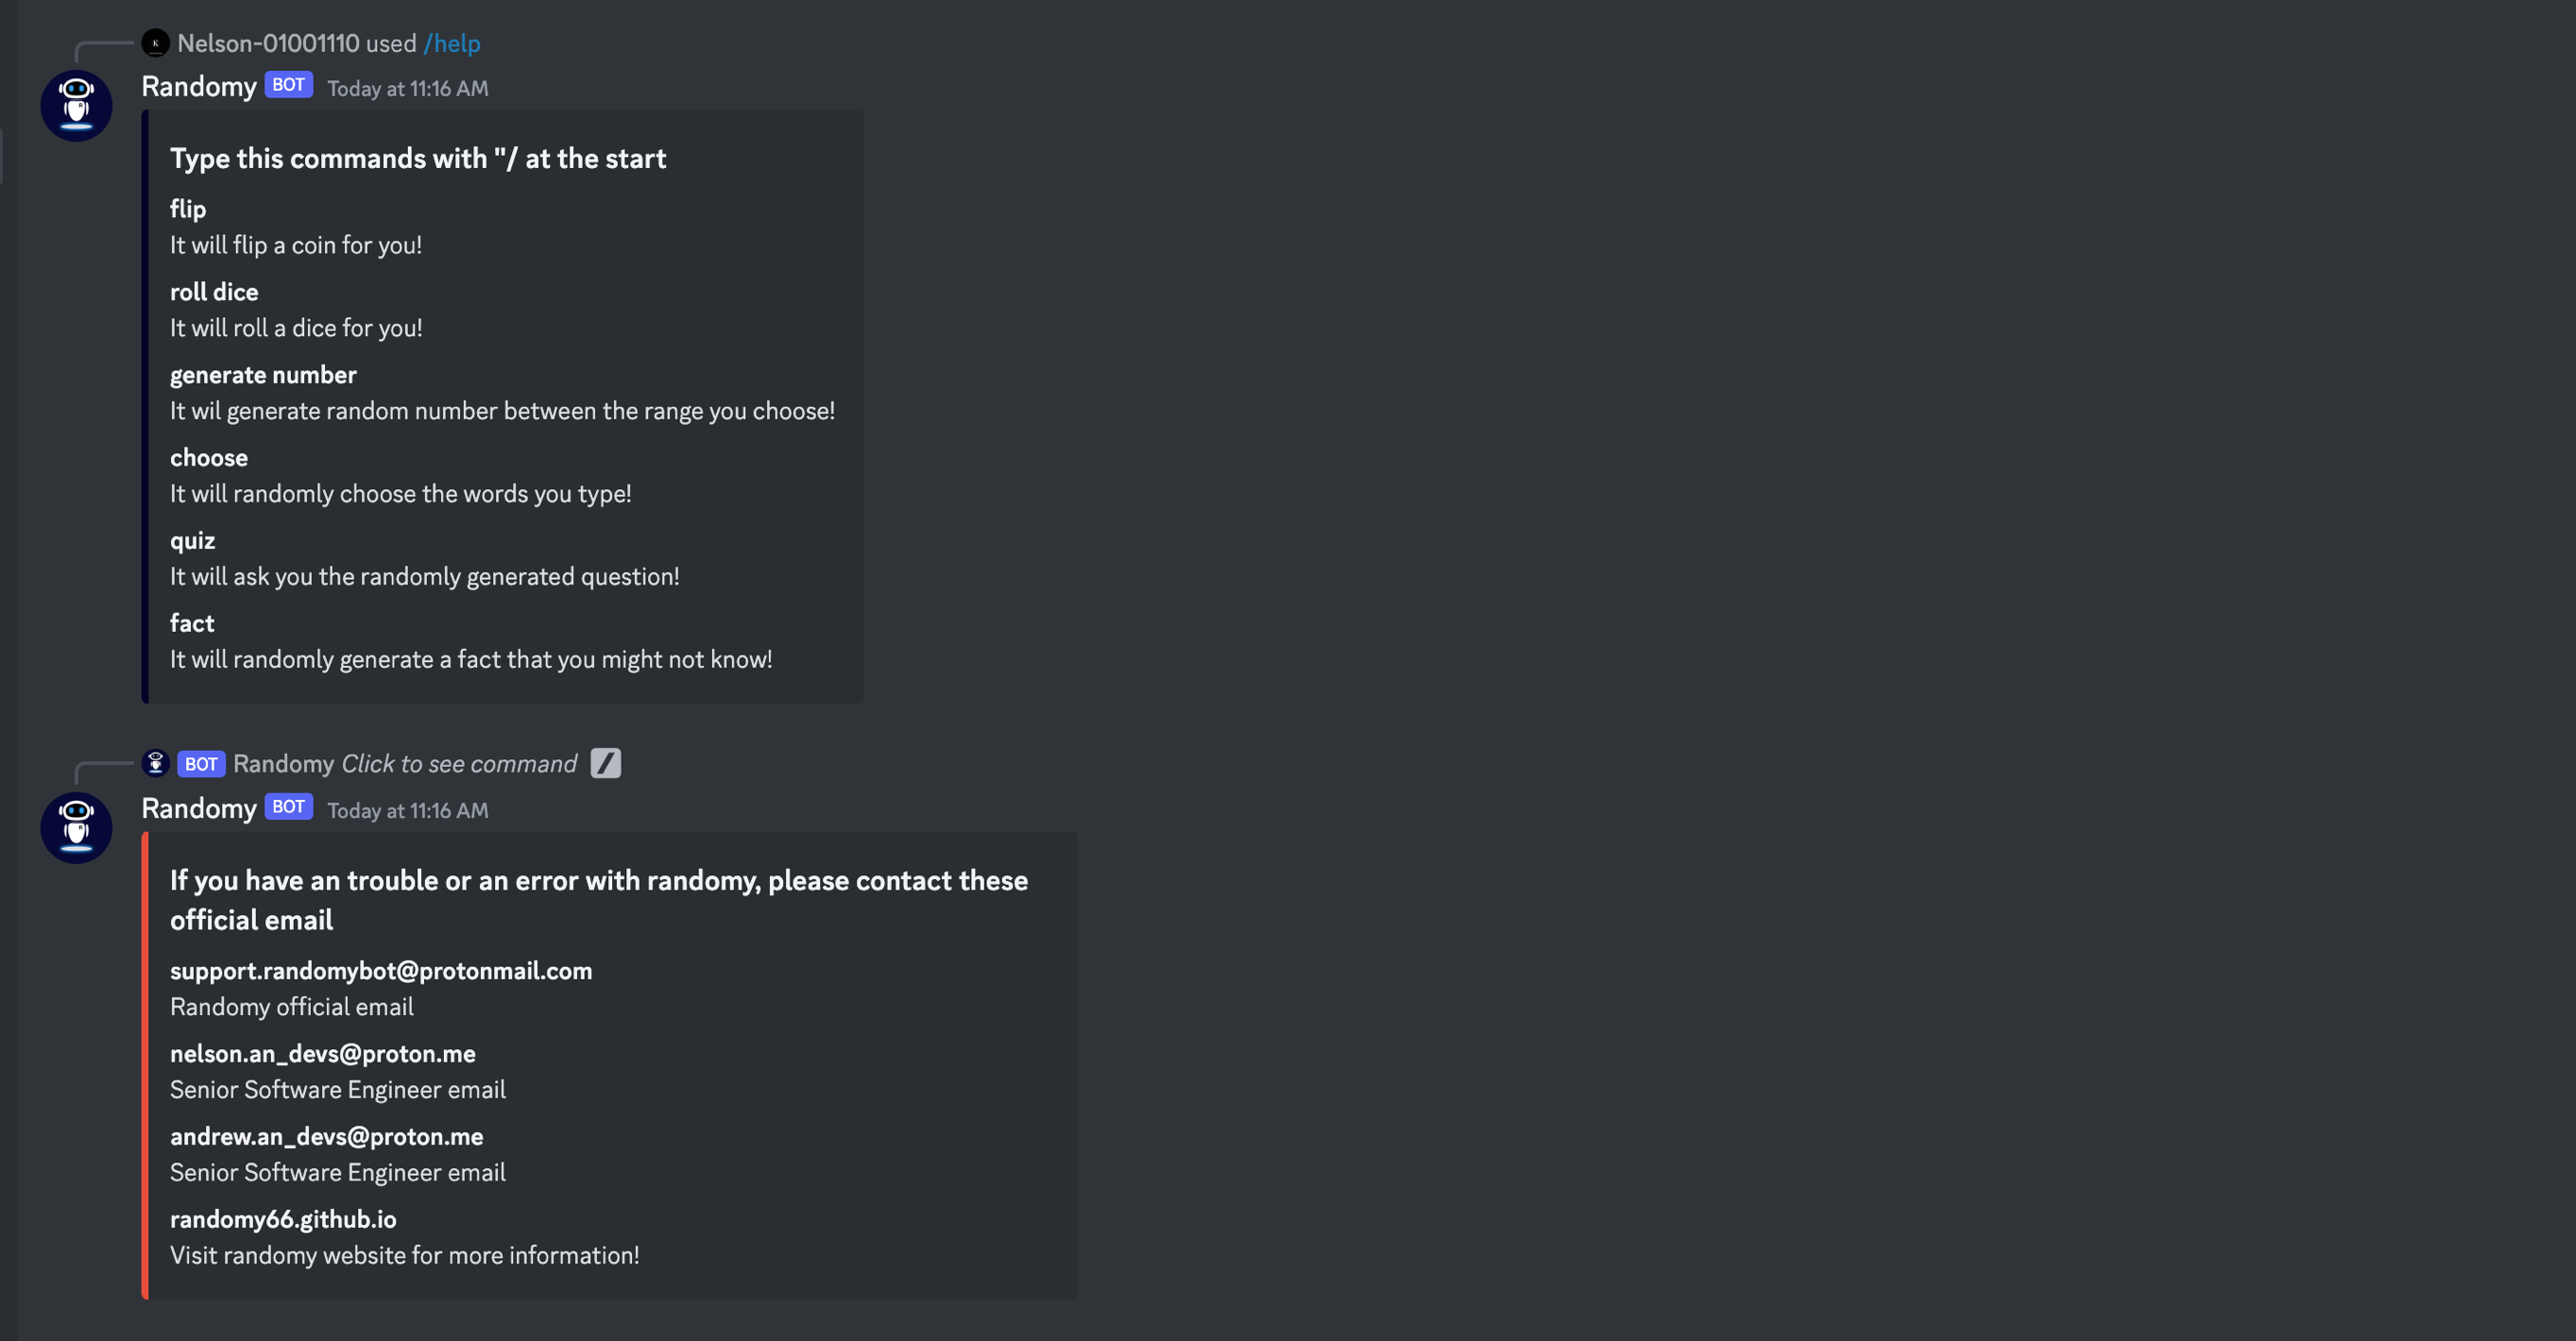 Nelson-01001110 used /help
Randomy BOT Today at 11:16 AM
Type this commands with "/ at the start
flip
It will flip a coin for you!
roll dice
It will roll a dice for you!
generate number
It wil generate random number between the range you choose!
choose
It will randomly choose the words you type!
quiz
It will ask you the randomly generated question!
fact
It will randomly generate a fact that you might not know!
BOT Randomy Click to see command
Randomy BOT Today at 11:16 AM
If you have an trouble or an error with randomy, please contact these
official email
support.randomybot@protonmail.com
Randomy official email
nelson.an_devs@proton.me
Senior Software Engineer email
andrew.an_devs@proton.me
Senior Software Engineer email
randomy66.github.io
Visit randomy website for more information!